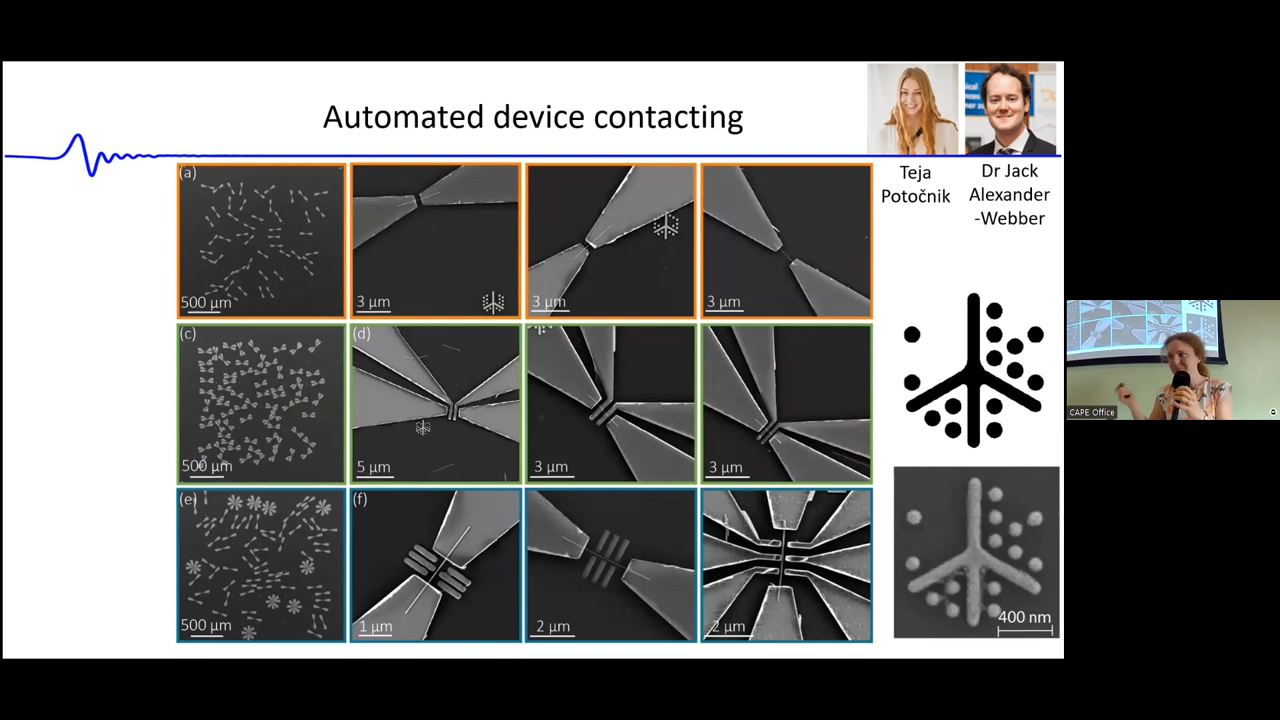 Automated device contacting
Teja
Potočnik
Dr Jack
Alexander
-Webber
(a)
500 µm
3 µm
3 µm
3 µm
(c)
500 µm
(d)
5 µm
3 µm
3 µm
(e)
500 µm
(f)
1 µm
2 µm
2 µm
400 nm
CAPE Office